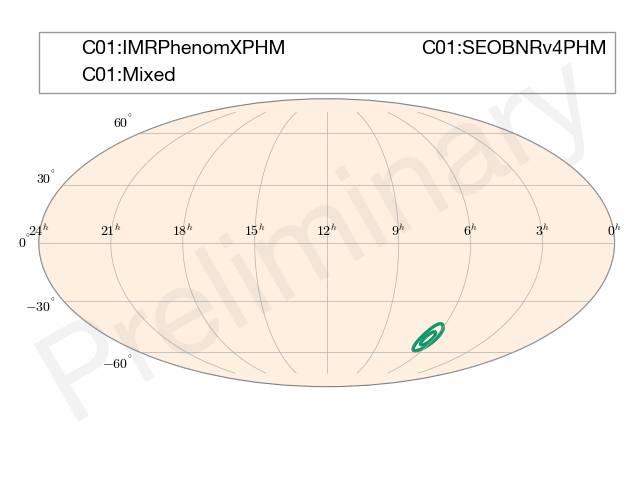 C01:IMRPhenomXPHM C01:SEOBNRv4PHM
C01:Mixed
Preliminary
60°
30°
0° 24h 21h 18h 15h 12h 9h 6h 3h 0h
−30°
−60°